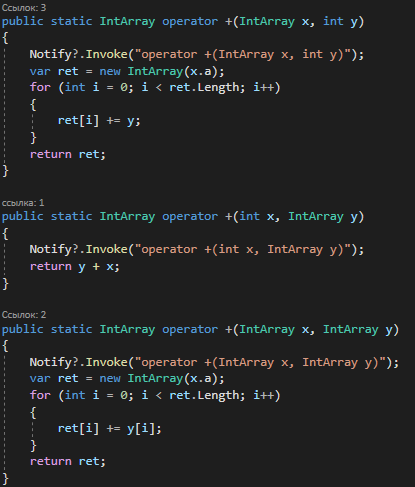 Ссылок: 3
public static IntArray operator +(IntArray x, int y)
{
    Notify?.Invoke("operator +(IntArray x, int y)");
    var ret = new IntArray(x.a);
    for (int i = 0; i < ret.Length; i++)
    {
        ret[i] += y;
    }
    return ret;
}
ссылка: 1
public static IntArray operator +(int x, IntArray y)
{
    Notify?.Invoke("operator +(int x, IntArray y)");
    return y + x;
}
Ссылок: 2
public static IntArray operator +(IntArray x, IntArray y)
{
    Notify?.Invoke("operator +(IntArray x, IntArray y)");
    var ret = new IntArray(x.a);
    for (int i = 0; i < ret.Length; i++)
    {
        ret[i] += y[i];
    }
    return ret;
}